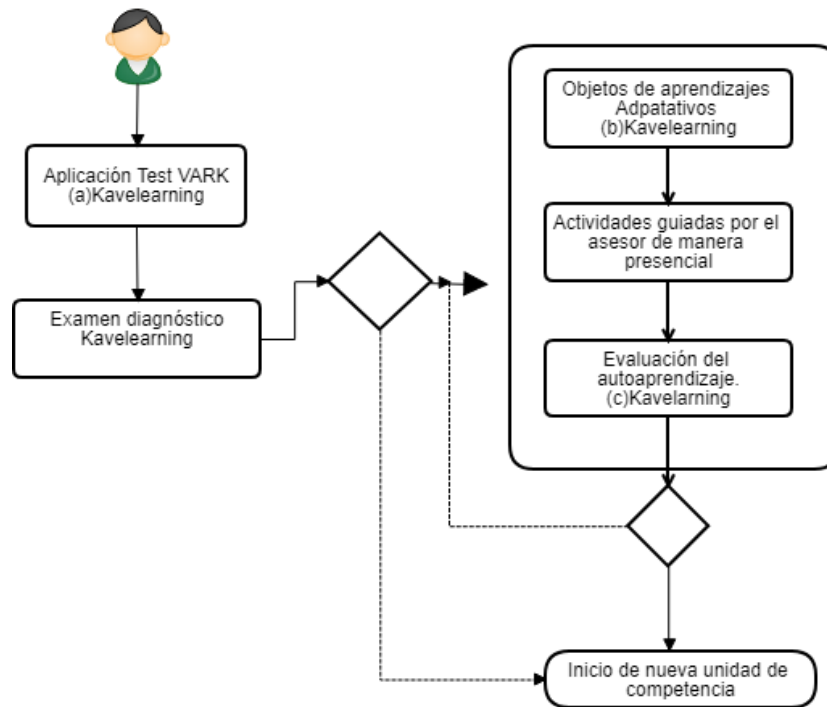 Aplicación Test VARK
(a)Kavelearning
Examen diagnóstico
Kavelearning
Objetos de aprendizajes
Adpatativos
(b)Kavelearning
Actividades guiadas por el
asesor de manera
presencial
Evaluación del
autoaprendizaje.
(c)Kavelarning
Inicio de nueva unidad de
competencia